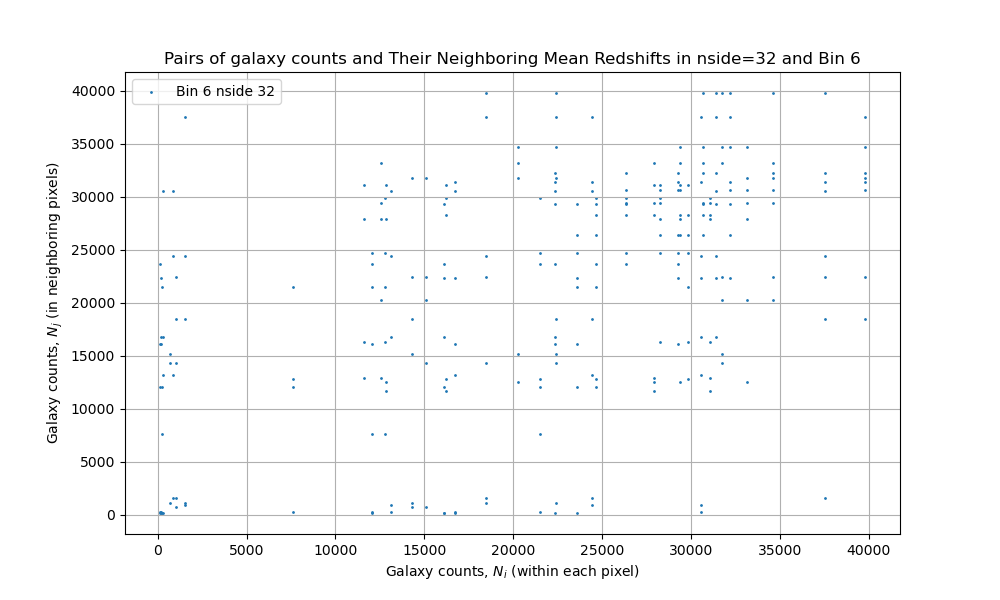 Pairs of galaxy counts and Their Neighboring Mean Redshifts in nside=32 and Bin 6
Bin 6 nside 32
Galaxy counts, $N_j$ (in neighboring pixels)
40000
35000
30000
25000
20000
15000
10000
5000
0
0 5000 10000 15000 20000 25000 30000 35000 40000
Galaxy counts, $N_i$ (within each pixel)